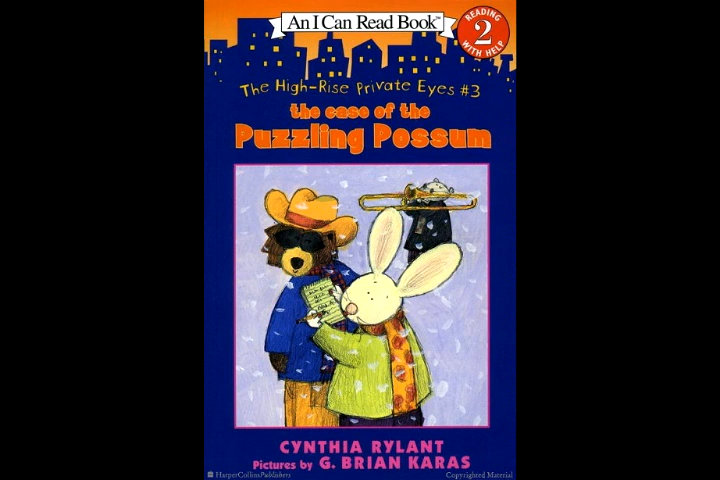 An I Can Read Book™
READING
2
WITH HELP
The High-Rise Private Eyes #3
the case of the
Puzzling Possum
CYNTHIA RYLANT
Pictures by G. BRIAN KARAS
HarperCollinsPublishers
Copyrighted Material